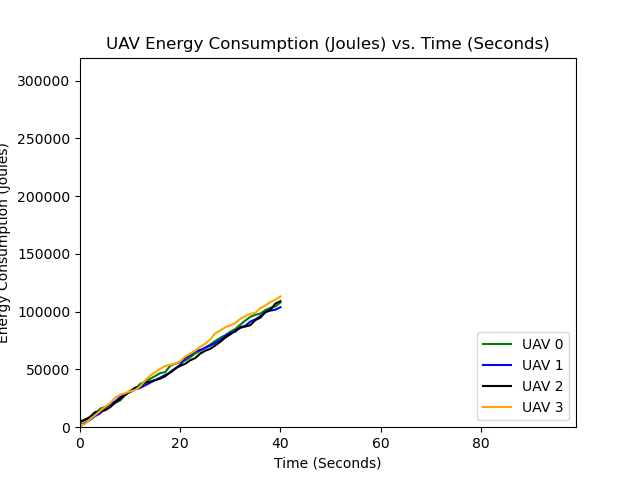 UAV Energy Consumption (Joules) vs. Time (Seconds)
Energy Consumption (Joules)
300000
250000
200000
150000
100000
50000
0
0 20 40 60 80
Time (Seconds)
UAV 0
UAV 1
UAV 2
UAV 3